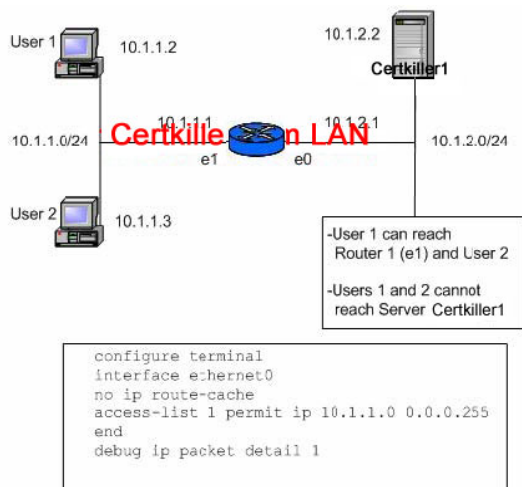 User 1
10.1.1.2
10.1.2.2
Certkiller1
10.1.1.0/24
10.1.1.1
10.1.2.1
10.1.2.0/24
Certkille m LAN
e1
e0
User 2
10.1.1.3
-User 1 can reach
Router 1 (e1) and User 2
-Users 1 and 2 cannot
reach Server Certkiller1
configure terminal
interface ethernet0
no ip route-cache
access-list 1 permit ip 10.1.1.0 0.0.0.255
end
debug ip packet detail 1